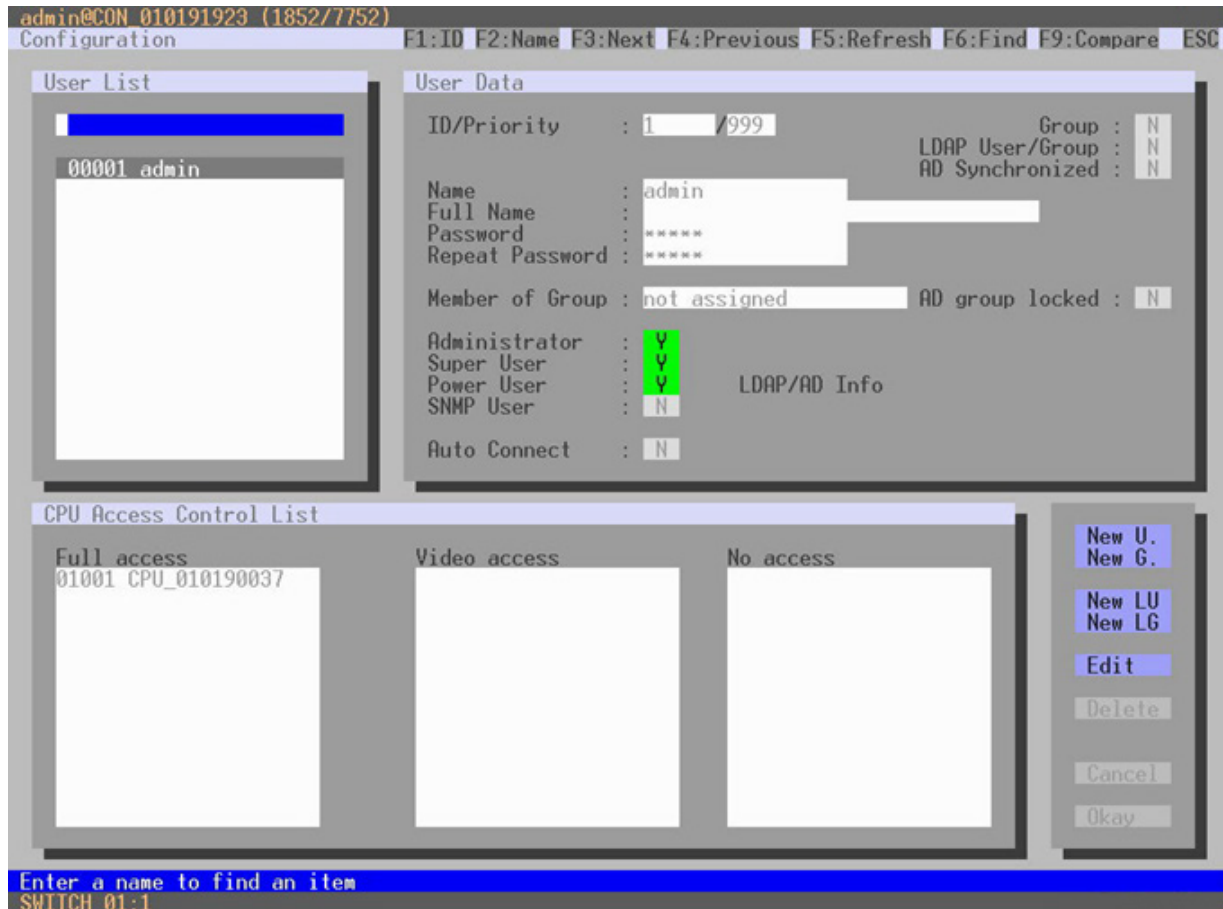 admin@CON_010191923 (1852/7752)
Configuration F1:ID F2:Name F3:Next F4:Previous F5:Refresh F6:Find F9:Compare ESC
User List
00001 admin
User Data
ID/Priority : 1 /999
Group : N
LDAP User/Group : N
AD Synchronized : N
Name : admin
Full Name :
Password : *****
Repeat Password : *****
Member of Group : not assigned AD group locked : N
Administrator : Y
Super User : Y
Power User : Y LDAP/AD Info
SNMP User : N
Auto Connect : N
CPU Access Control List
Full access Video access No access
01001 CPU_010190037
New U.
New G.
New LU
New LG
Edit
Delete
Cancel
Okay
Enter a name to find an item
SWITCH_01:1